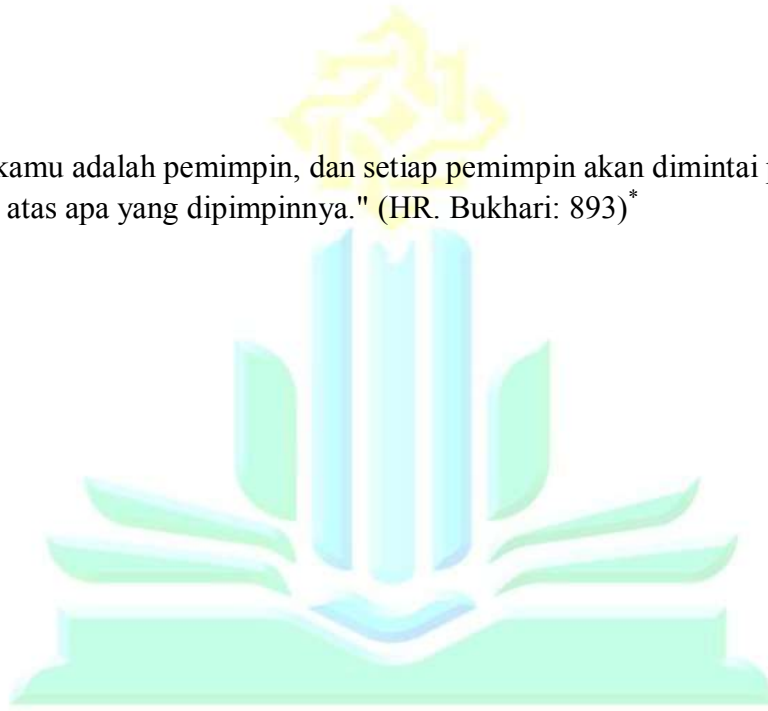 kamu adalah pemimpin, dan setiap pemimpin akan dimintai
atas apa yang dipimpinnya." (HR. Bukhari: 893)*